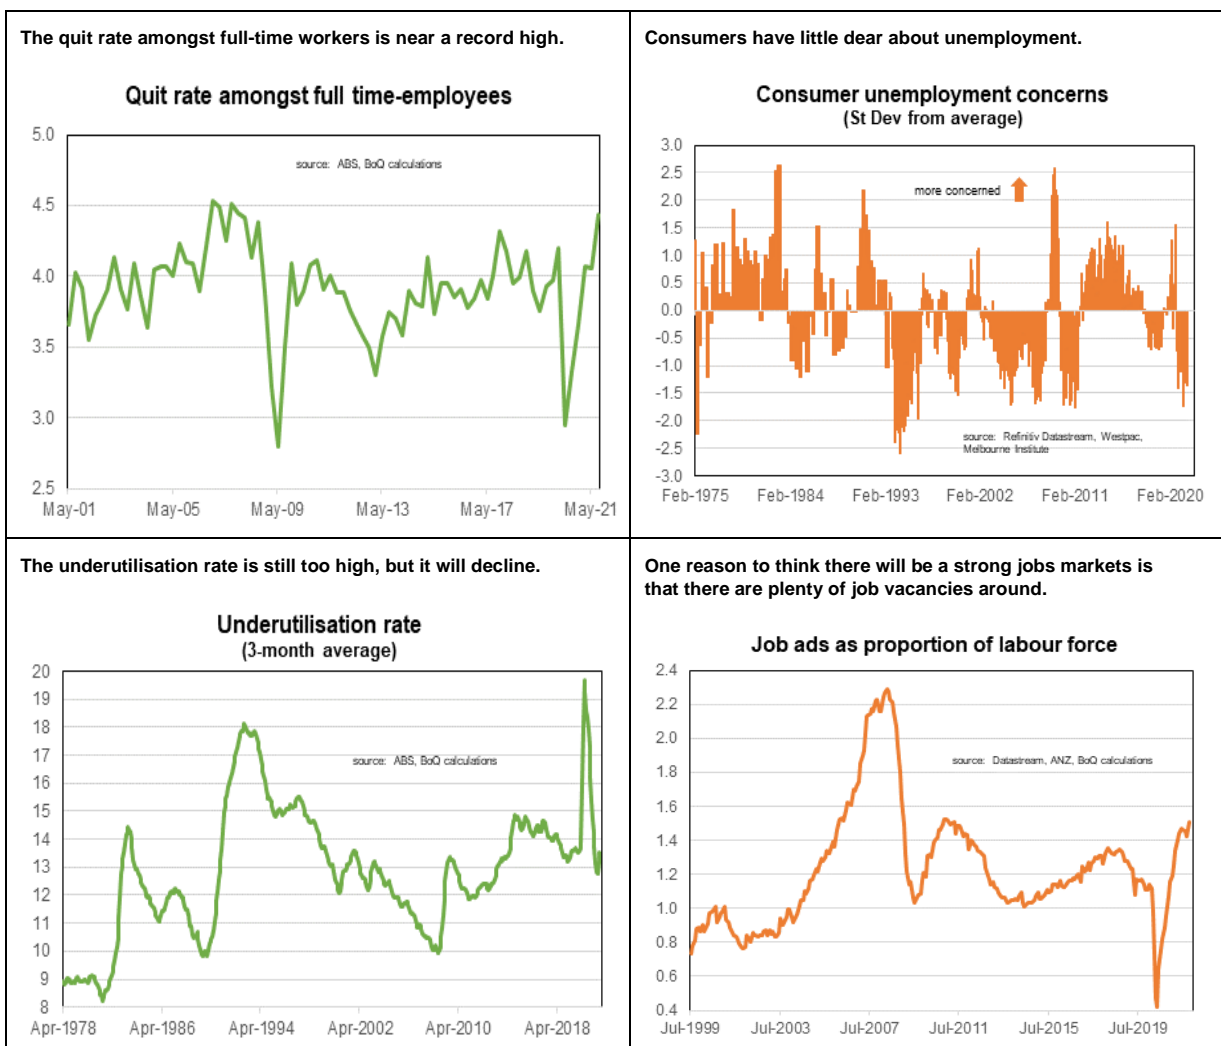 The quit rate amongst full-time workers is near a record high.
Quit rate amongst full time-employees
5.0
source: ABS, BoQ calculations
4.5
4.0
3.5
3.0
2.5
May-01 May-05 May-09 May-13 May-17 May-21
Consumers have little dear about unemployment.
Consumer unemployment concerns
(St Dev from average)
3.0
2.5
more concerned
2.0
1.5
1.0
0.5
0.0
-0.5
-1.0
-1.5
-2.0
source: Refinitiv Datastream, Westpac,
Melbourne Institute
-2.5
-3.0
Feb-1975 Feb-1984 Feb-1993 Feb-2002 Feb-2011 Feb-2020
The underutilisation rate is still too high, but it will decline.
Underutilisation rate
(3-month average)
20
19
18
17
source: ABS, BoQ calculations
16
15
14
13
12
11
10
9
8
Apr-1978 Apr-1986 Apr-1994 Apr-2002 Apr-2010 Apr-2018
One reason to think there will be a strong jobs markets is
that there are plenty of job vacancies around.
Job ads as proportion of labour force
2.4
2.2
2.0
source: Datastream, ANZ, BoQ calculations
1.8
1.6
1.4
1.2
1.0
0.8
0.6
0.4
Jul-1999 Jul-2003 Jul-2007 Jul-2011 Jul-2015 Jul-2019